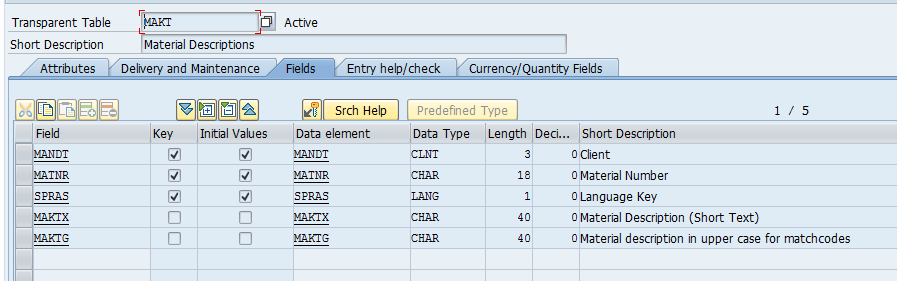 Transparent Table MAKT Active
Short Description Material Descriptions
Attributes Delivery and Maintenance Fields Entry help/check Currency/Quantity Fields
Srch Help Predefined Type 1 / 5
Field Key Initial Values Data element Data Type Length Deci... Short Description
MANDT MANDT CLNT 3 0 Client
MATNR MATNR CHAR 18 0 Material Number
SPRAS SPRAS LANG 1 0 Language Key
MAKTX MAKTX CHAR 40 0 Material Description (Short Text)
MAKTG MAKTG CHAR 40 0 Material description in upper case for matchcodes